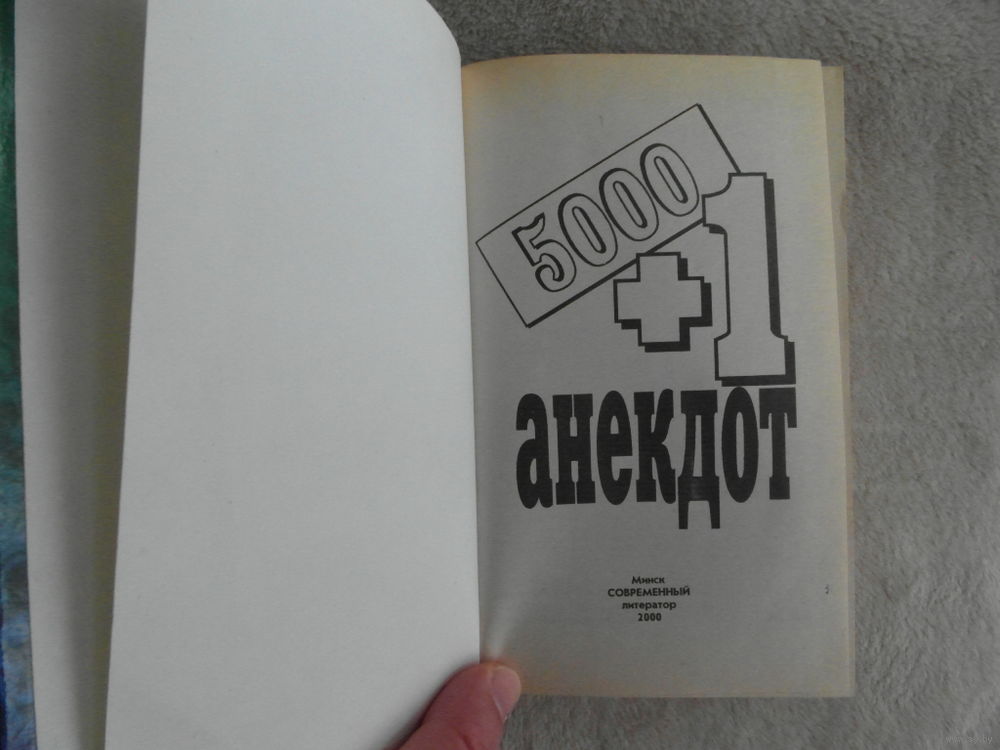 5000
+1
анекдот
Минск
СОВРЕМЕННЫЙ
литератор
2000